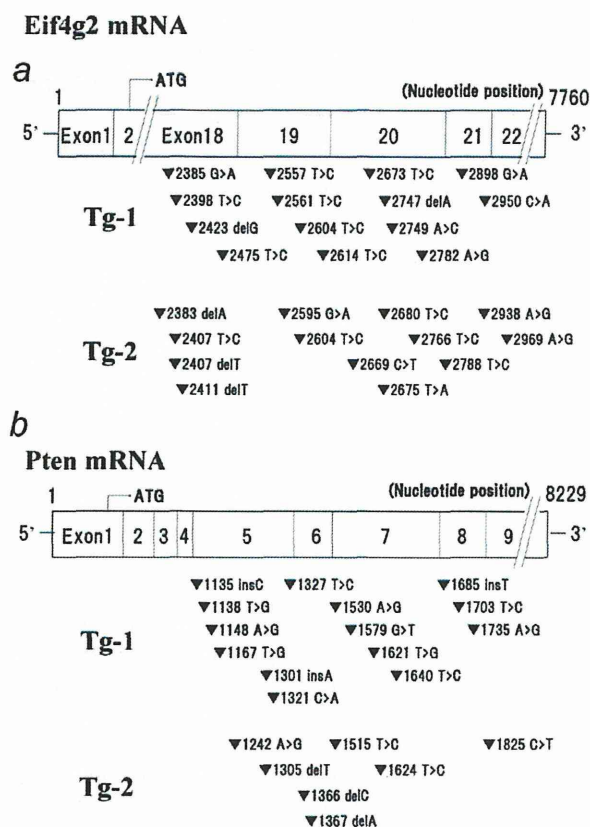 Eif4g2 mRNA
a
ATG
1
(Nucleotide position) 7760
5' Exon1 2 Exon18 19 20 21 22 3'
▼2385 G>A ▼2557 T>C ▼2673 T>C ▼2898 G>A
▼2398 T>C ▼2561 T>C ▼2747 delA ▼2950 C>A
Tg-1
▼2423 delG ▼2604 T>C ▼2749 A>C
▼2475 T>C ▼2614 T>C ▼2782 A>G
▼2383 delA ▼2595 G>A ▼2680 T>C ▼2938 A>G
Tg-2
▼2407 T>C ▼2604 T>C ▼2766 T>C ▼2969 A>G
▼2407 delT ▼2669 C>T ▼2788 T>C
▼2411 delT ▼2675 T>A
b
Pten mRNA
1
ATG
(Nucleotide position) 8229
5' Exon1 2 3 4 5 6 7 8 9 3'
▼1135 insC ▼1327 T>C ▼1685 insT
▼1138 T>G ▼1530 A>G ▼1703 T>C
Tg-1
▼1148 A>G ▼1579 G>T ▼1735 A>G
▼1167 T>G ▼1621 T>G
▼1301 insA ▼1640 T>C
▼1321 C>A
▼1242 A>G ▼1515 T>C ▼1825 C>T
Tg-2
▼1305 delT ▼1624 T>C
▼1366 delC
▼1367 delA